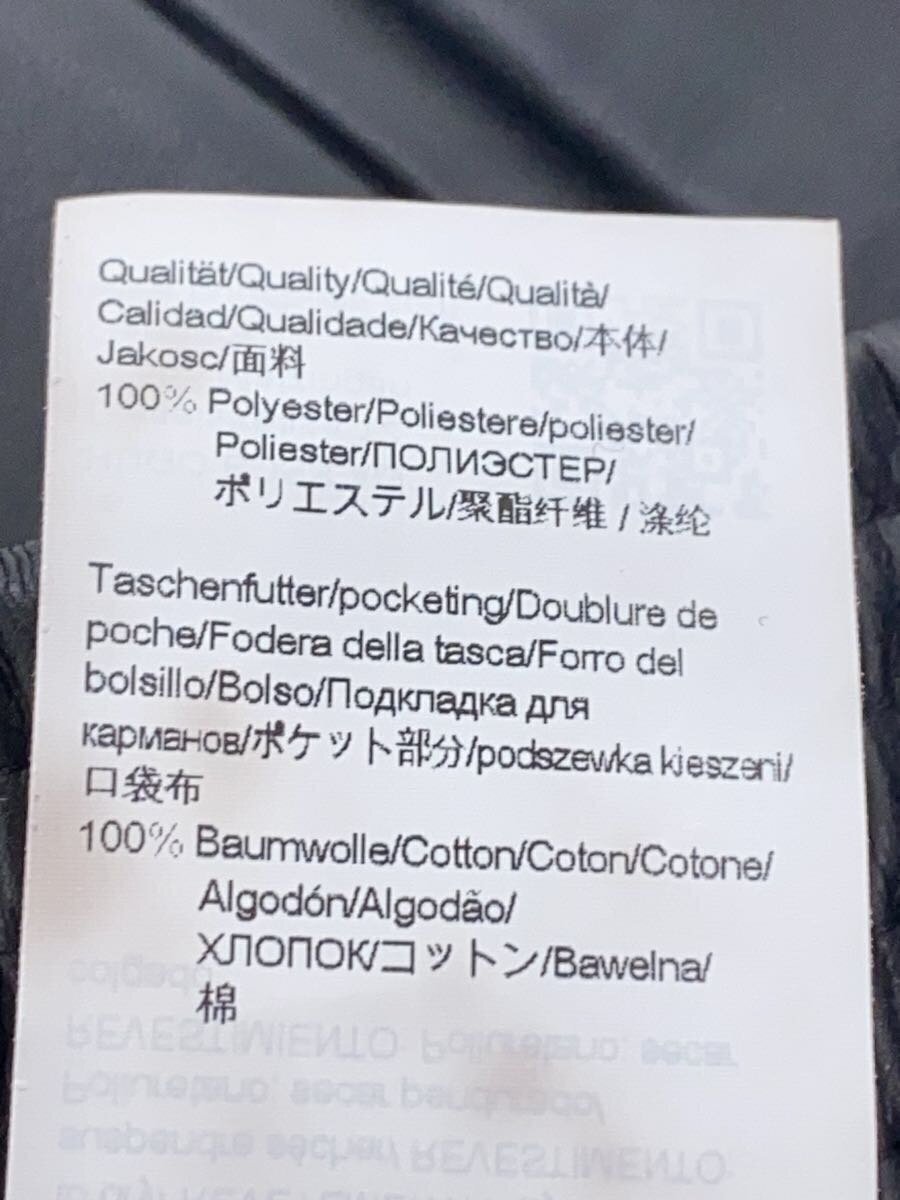 Qualität/Quality/Qualité/Qualità/
Calidad/Qualidade/Качество/本体/
Jakosc/面料
100% Polyester/Poliestere/poliester/
Poliester/ПОЛИЭСТЕР/
ポリエステル/聚酯纤维 / 涤纶
Taschenfutter/pocketing/Doublure de
poche/Fodera della tasca/Forro del
bolsillo/Bolso/Подкладка для
карманов/ポケット部分/podszewka kieszeni/
口袋布
100% Baumwolle/Cotton/Coton/Cotone/
Algodón/Algodão/
ХЛОПОК/コットン/Bawelna/
棉